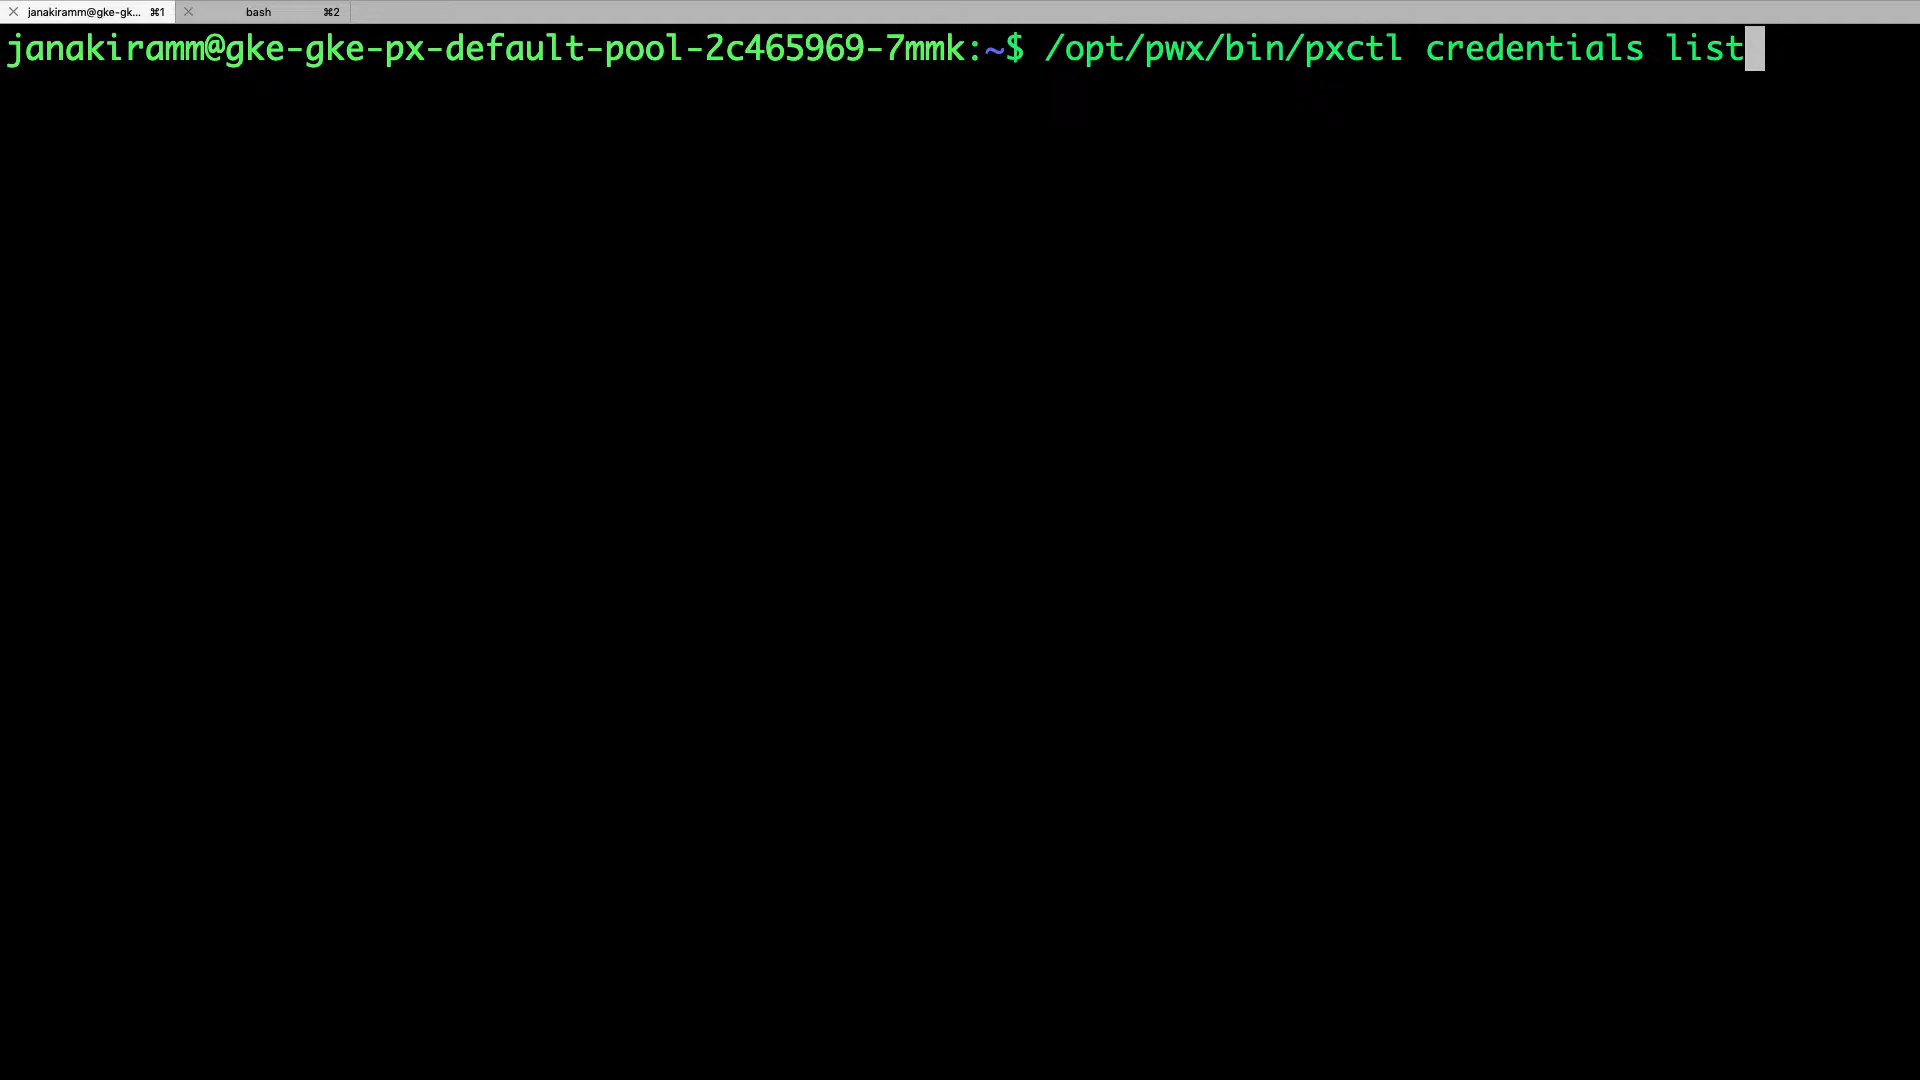 janakiramm@gke-gk... ⌘1 bash ⌘2
janakiramm@gke-gke-px-default-pool-2c465969-7mmk:~$ /opt/pwx/bin/pxctl credentials list